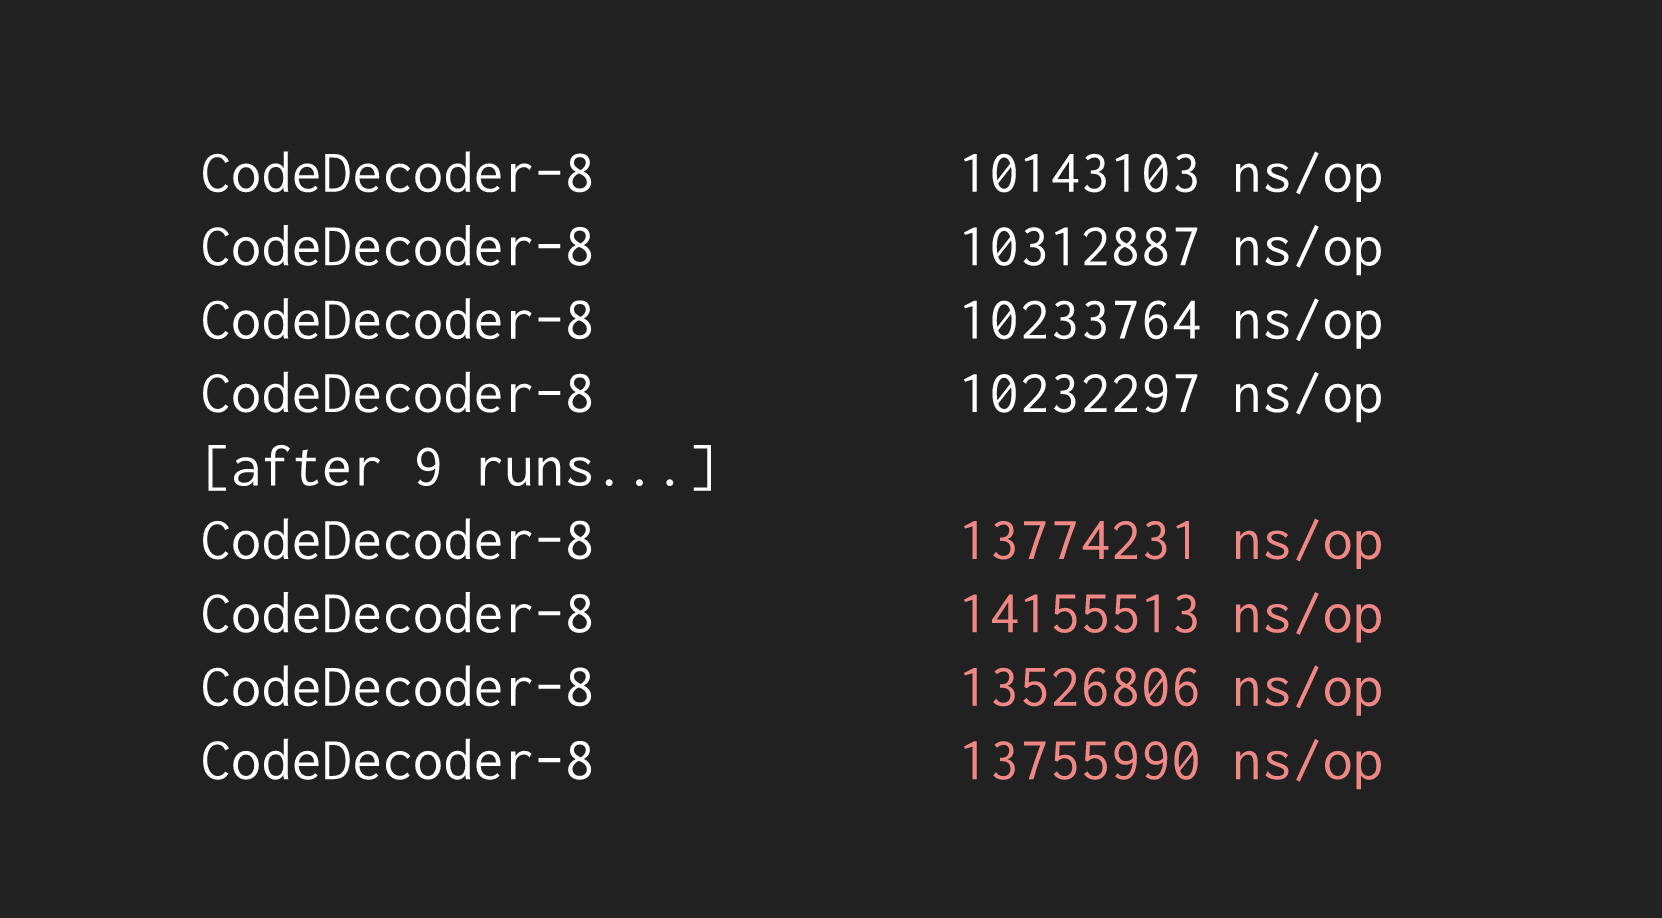 CodeDecoder-8 10143103 ns/op
CodeDecoder-8 10312887 ns/op
CodeDecoder-8 10233764 ns/op
CodeDecoder-8 10232297 ns/op
[after 9 runs...]
CodeDecoder-8 13774231 ns/op
CodeDecoder-8 14155513 ns/op
CodeDecoder-8 13526806 ns/op
CodeDecoder-8 13755990 ns/op